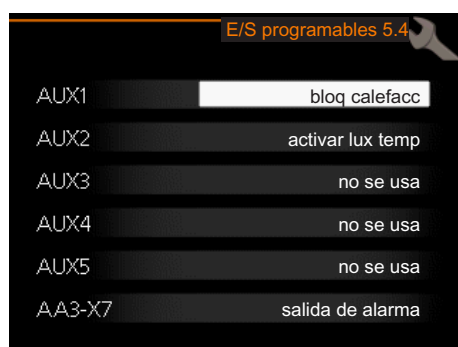 E/S programables 5.4
AUX1 bloq calefacc
AUX2 activar lux temp
AUX3 no se usa
AUX4 no se usa
AUX5 no se usa
AA3-X7 salida de alarma